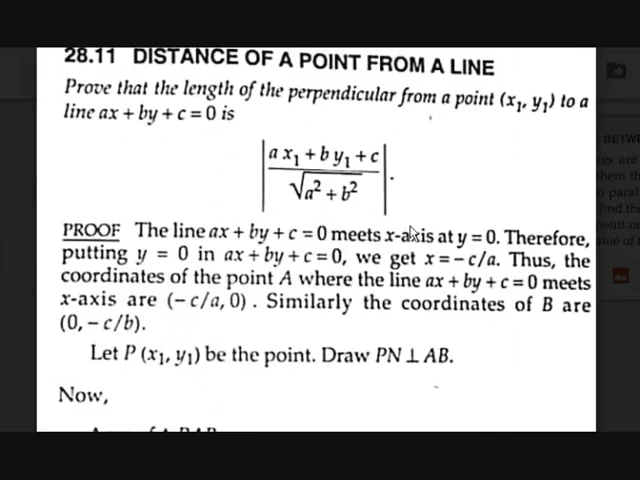 28.11 DISTANCE OF A POINT FROM A LINE
Prove that the length of the perpendicular from a point (x₁, y₁) to a
line ax + by + c = 0 is
|(a x₁ + b y₁ + c) / √(a² + b²)|.
PROOF The line ax + by + c = 0 meets x-axis at y = 0. Therefore,
putting y = 0 in ax + by + c = 0, we get x = – c/a. Thus, the
coordinates of the point A where the line ax + by + c = 0 meets
x-axis are (– c/a, 0) . Similarly the coordinates of B are
(0, – c/b).
Let P (x₁, y₁) be the point. Draw PN ⊥ AB.
Now,